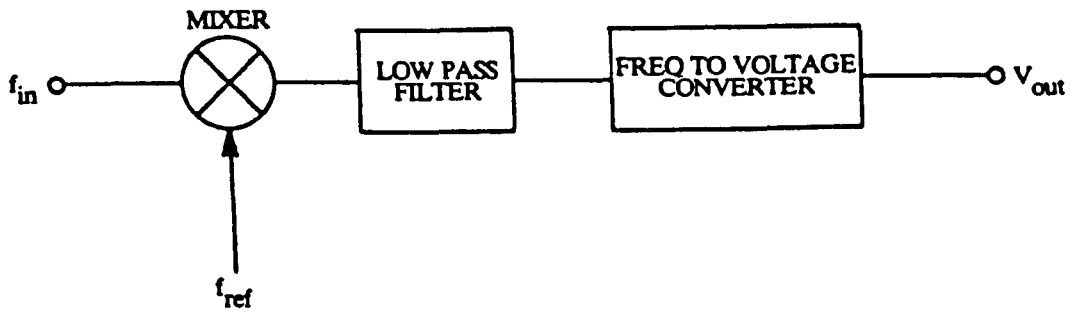 MIXER
f_in
LOW PASS
FILTER
FREQ TO VOLTAGE
CONVERTER
V_out
f_ref